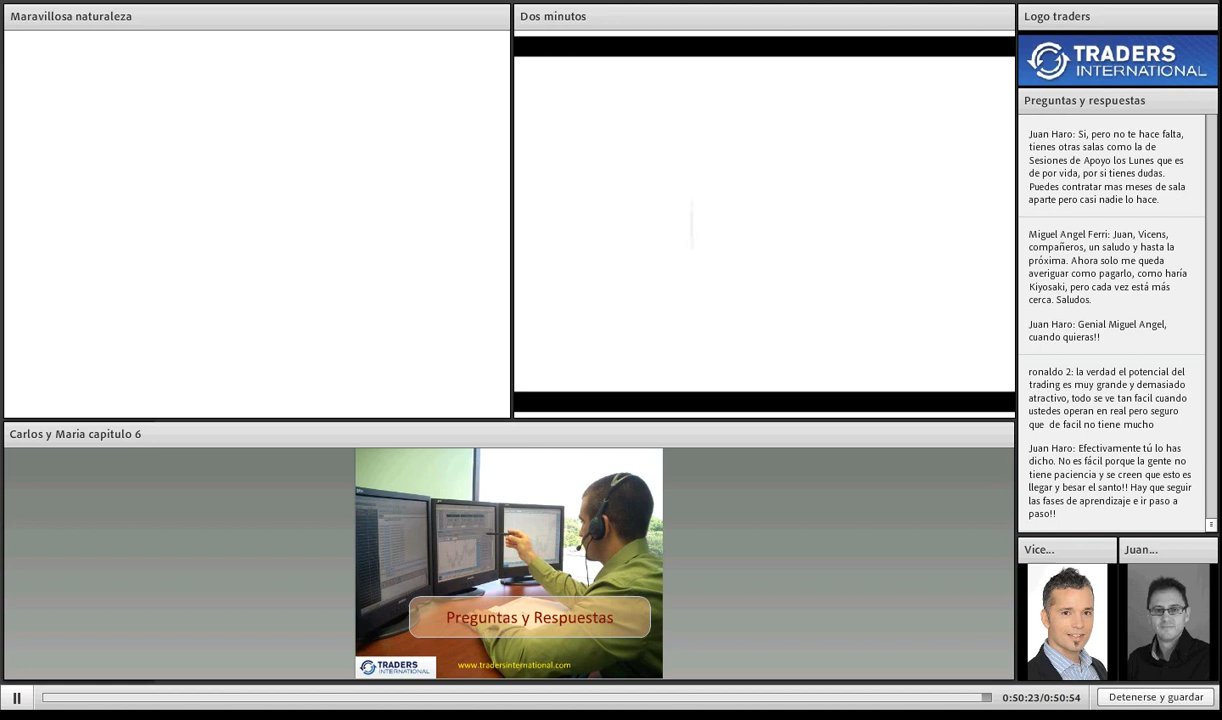 Maravillosa naturaleza
Dos minutos
Logo traders
TRADERS
INTERNATIONAL
Preguntas y respuestas
Juan Haro: Si, pero no te hace falta,
tienes otras salas como la de
Sesiones de Apoyo los Lunes que es
de por vida, por si tienes dudas.
Puedes contratar mas meses de sala
aparte pero casi nadie lo hace.
Miguel Angel Ferri: Juan, Vicens,
compañeros, un saludo y hasta la
próxima. Ahora solo me queda
averiguar como pagarlo, como haría
Kiyosaki, pero cada vez está más
cerca. Saludos.
Juan Haro: Genial Miguel Angel,
cuando quieras!!
ronaldo 2: la verdad el potencial del
trading es muy grande y demasiado
atractivo, todo se ve tan facil cuando
ustedes operan en real pero seguro
que de facil no tiene mucho
Juan Haro: Efectivamente tú lo has
dicho. No es fácil porque la gente no
tiene paciencia y se creen que esto es
llegar y besar el santo!! Hay que seguir
las fases de aprendizaje e ir paso a
paso!!
Carlos y Maria capitulo 6
Preguntas y Respuestas
TRADERS
INTERNATIONAL
www.tradersinternational.com
Vice...
Juan...
0:50:23/0:50:54
Detenerse y guardar